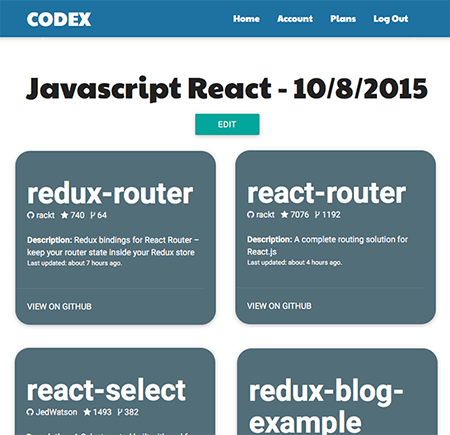 CODEX
Home Account Plans Log Out
Javascript React - 10/8/2015
EDIT
redux-router
rackt 740 64
Description: Redux bindings for React Router –
keep your router state inside your Redux store
Last updated: about 7 hours ago.
VIEW ON GITHUB
react-router
rackt 7076 1192
Description: A complete routing solution for
React.js
Last updated: about 4 hours ago.
VIEW ON GITHUB
react-select
JedWatson 1493 382
redux-blog-
example